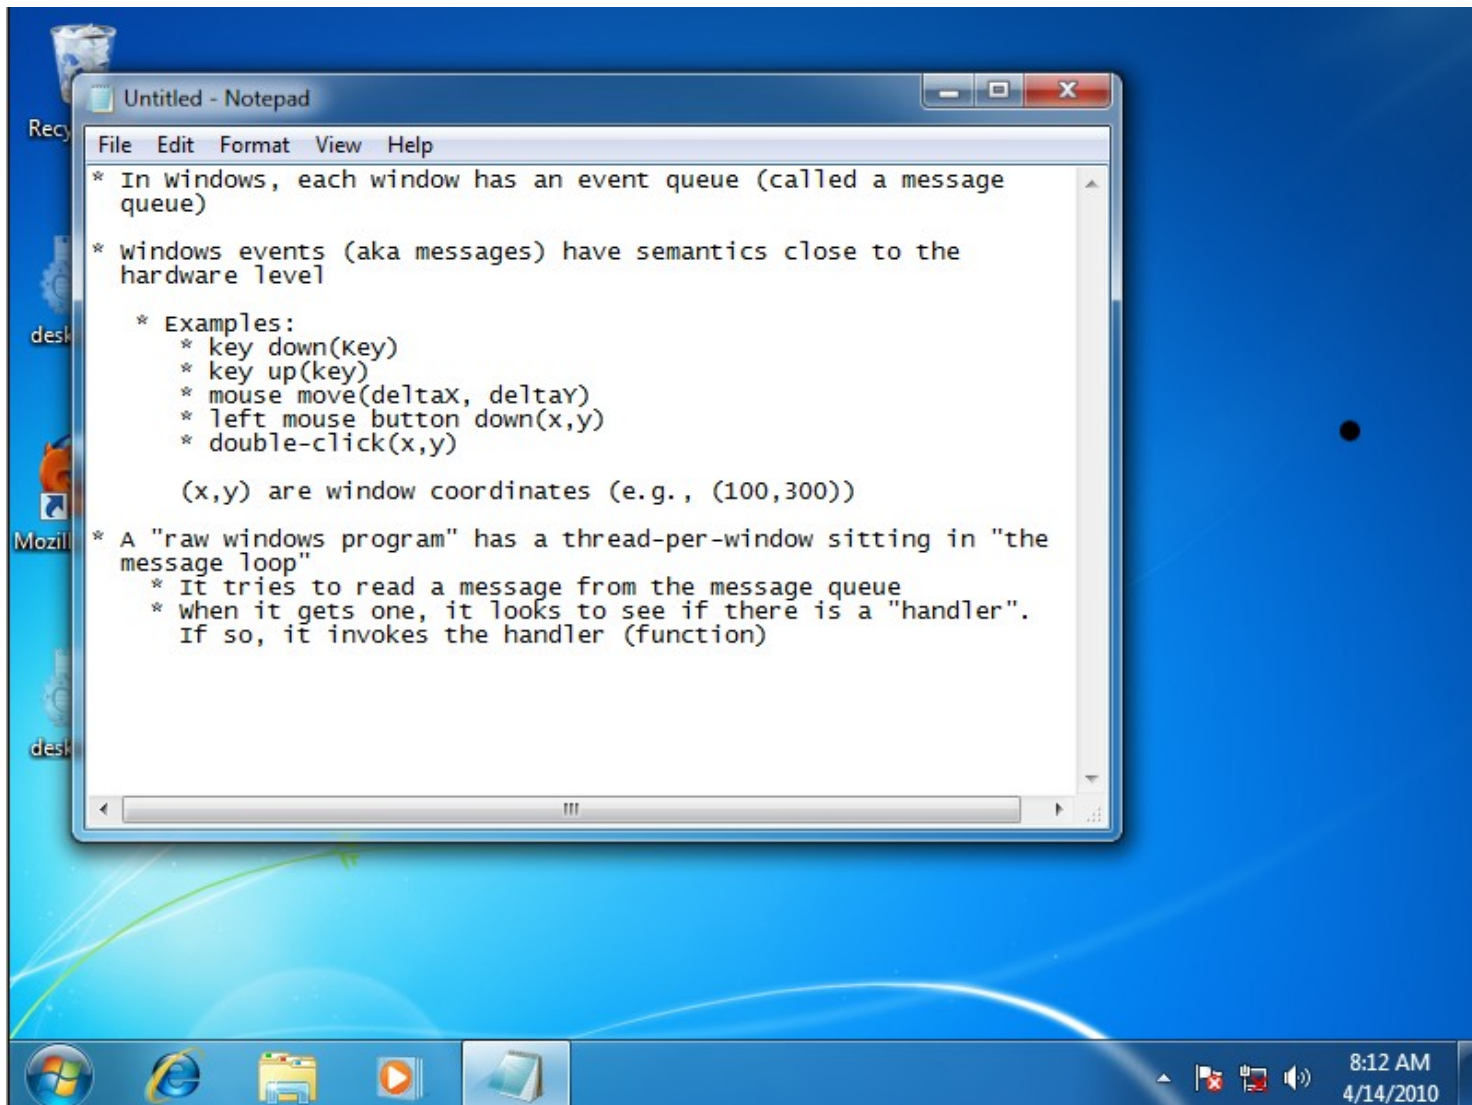 Untitled - Notepad
File Edit Format View Help
* In Windows, each window has an event queue (called a message
queue)
* Windows events (aka messages) have semantics close to the
hardware level
* Examples:
* key down(Key)
* key up(key)
* mouse move(deltaX, deltaY)
* left mouse button down(x,y)
* double-click(x,y)
(x,y) are window coordinates (e.g., (100,300))
* A "raw windows program" has a thread-per-window sitting in "the
message loop"
* It tries to read a message from the message queue
* When it gets one, it looks to see if there is a "handler".
If so, it invokes the handler (function)
Recy
desk
Mozill
desk
8:12 AM
4/14/2010